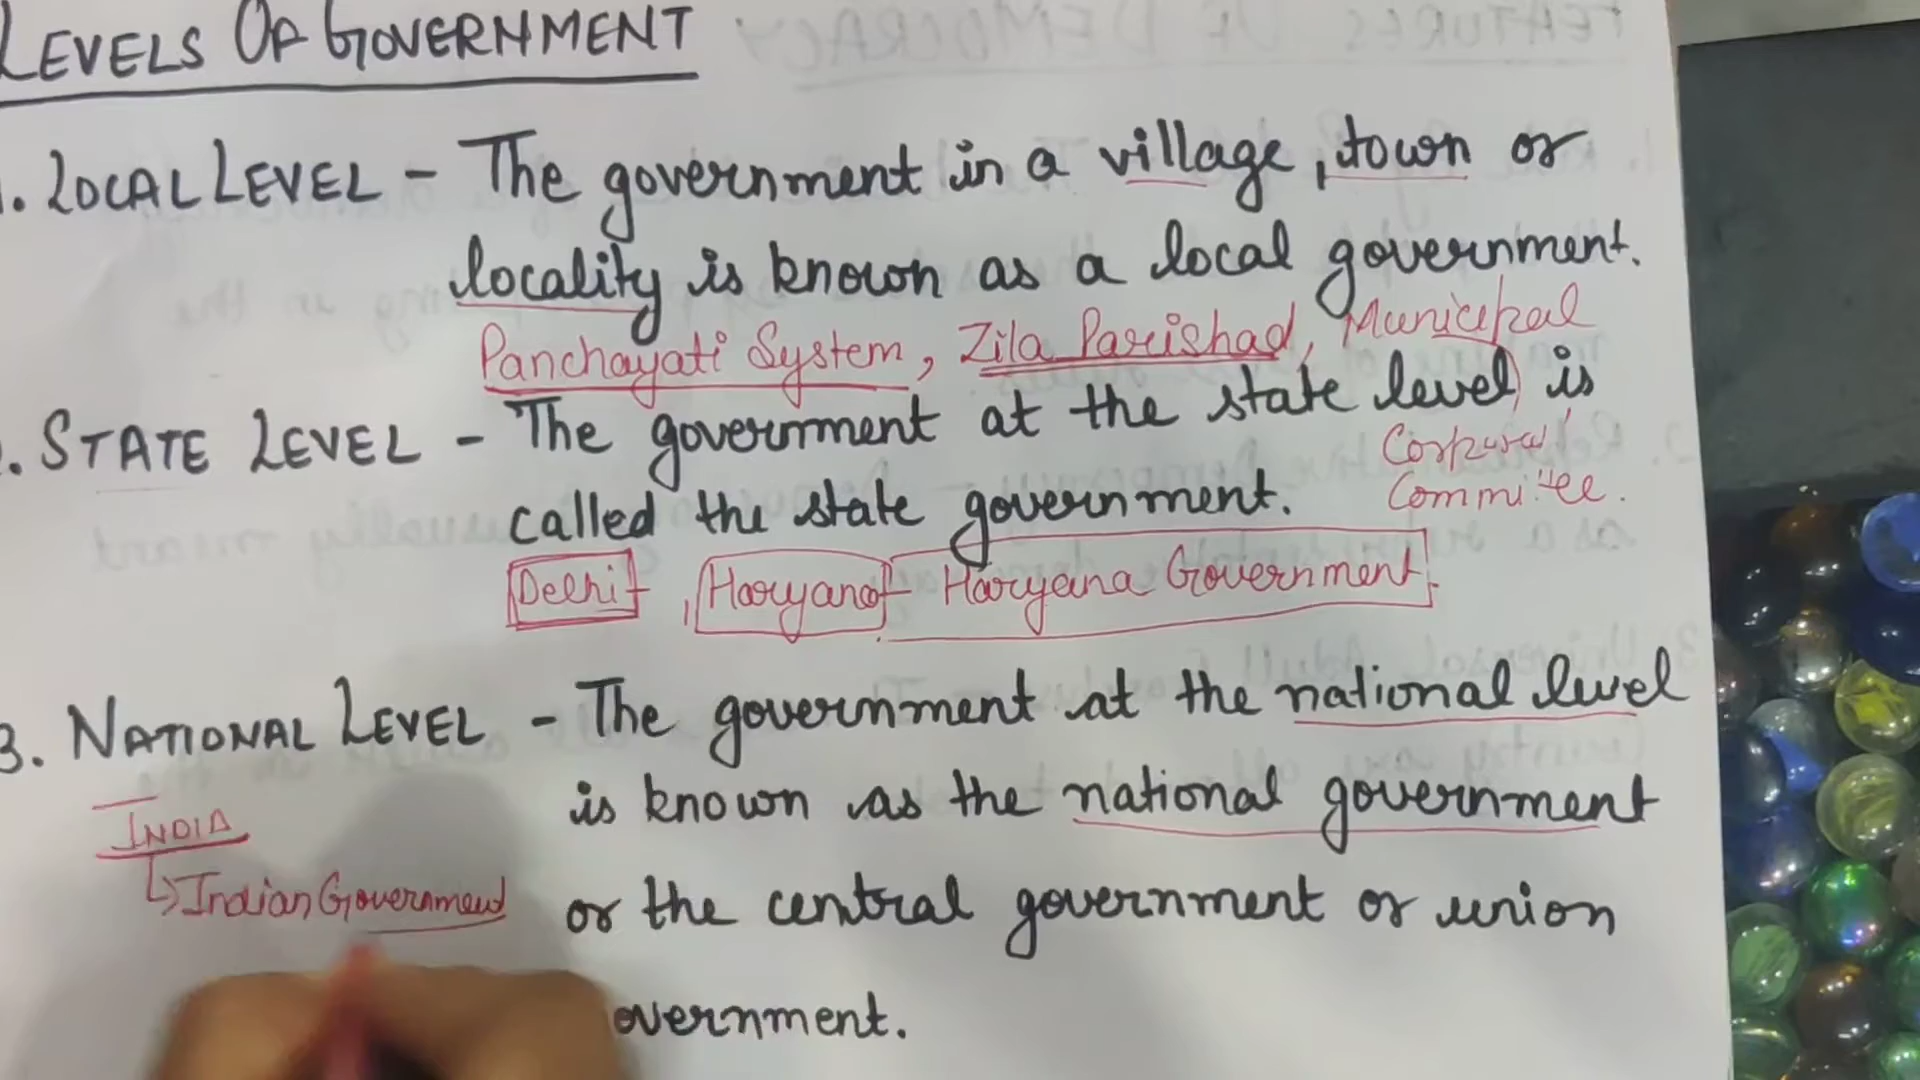 LEVELS OF GOVERNMENT
1. LOCAL LEVEL - The government in a village, town or
locality is known as a local government.
Panchayati System, Zila Parishad, Municipal
2. STATE LEVEL - The government at the state level is
Committee.
called the state government.
Delhi, Haryana - Haryana Government.
3. NATIONAL LEVEL - The government at the national level
is known as the national government
INDIA
or the central government or union
Indian Government
overnment.